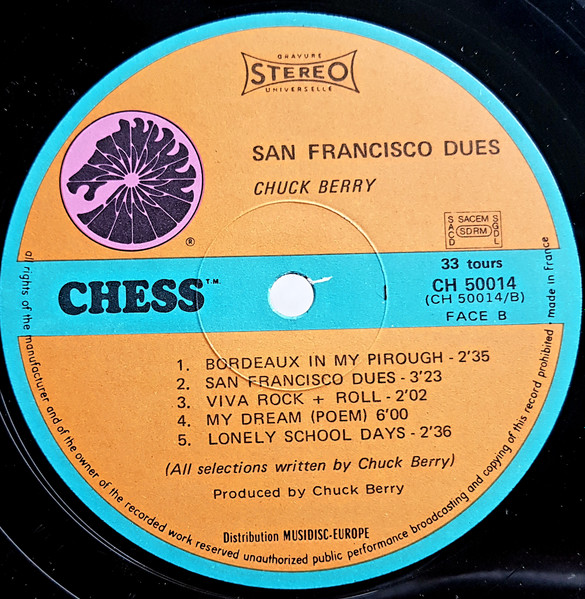 GRAVURE
STEREO
UNIVERSELLE
SAN FRANCISCO DUES
CHUCK BERRY
®
SACEM
SACD SDRM SGDL
33 tours
CHESS T.M.
CH 50014
(CH 50014/B)
FACE B
1. BORDEAUX IN MY PIROUGH - 2'35
2. SAN FRANCISCO DUES - 3'23
3. VIVA ROCK + ROLL - 2'02
4. MY DREAM (POEM) 6'00
5. LONELY SCHOOL DAYS - 2'36
(All selections written by Chuck Berry)
Produced by Chuck Berry
Distribution MUSIDISC-EUROPE
all rights of the manufacturer and of the owner of the recorded work reserved unauthorized public performance broadcasting and copying of this record prohibited · made in France